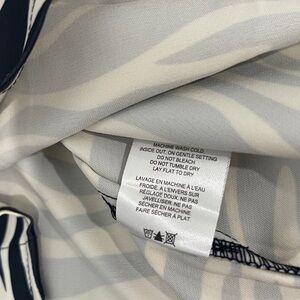 MACHINE WASH COLD,
INSIDE OUT, ON GENTLE SETTING
DO NOT BLEACH
DO NOT TUMBLE DRY
LAY FLAT TO DRY
LAVAGE EN MACHINE À L'EAU
FROIDE, A L'ENVERS SUR
RÉGLAGE DOUX, NE PAS
JAVELLISER, NE PAS
SÉCHER EN MACHINE
FAIRE SÉCHER À PLAT